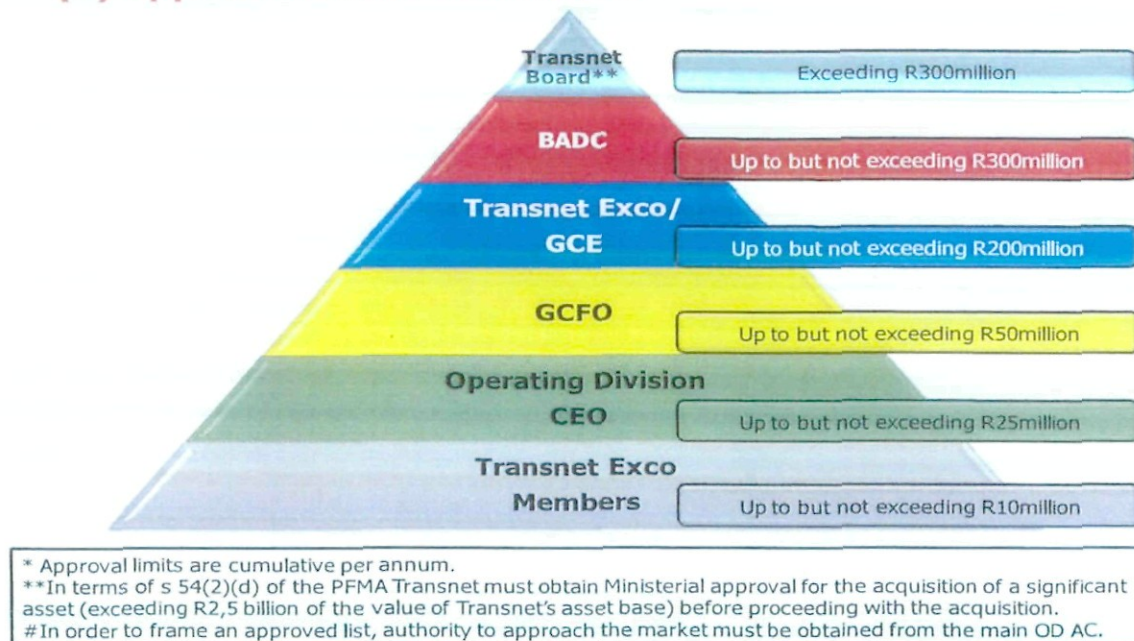 Transnet
Board**
Exceeding R300million
BADC
Up to but not exceeding R300million
Transnet Exco/
GCE
Up to but not exceeding R200million
GCFO
Up to but not exceeding R50million
Operating Division
CEO
Up to but not exceeding R25million
Transnet Exco
Members
Up to but not exceeding R10million
* Approval limits are cumulative per annum.
**In terms of s 54(2)(d) of the PFMA Transnet must obtain Ministerial approval for the acquisition of a significant
asset (exceeding R2,5 billion of the value of Transnet's asset base) before proceeding with the acquisition.
#In order to frame an approved list, authority to approach the market must be obtained from the main OD AC.